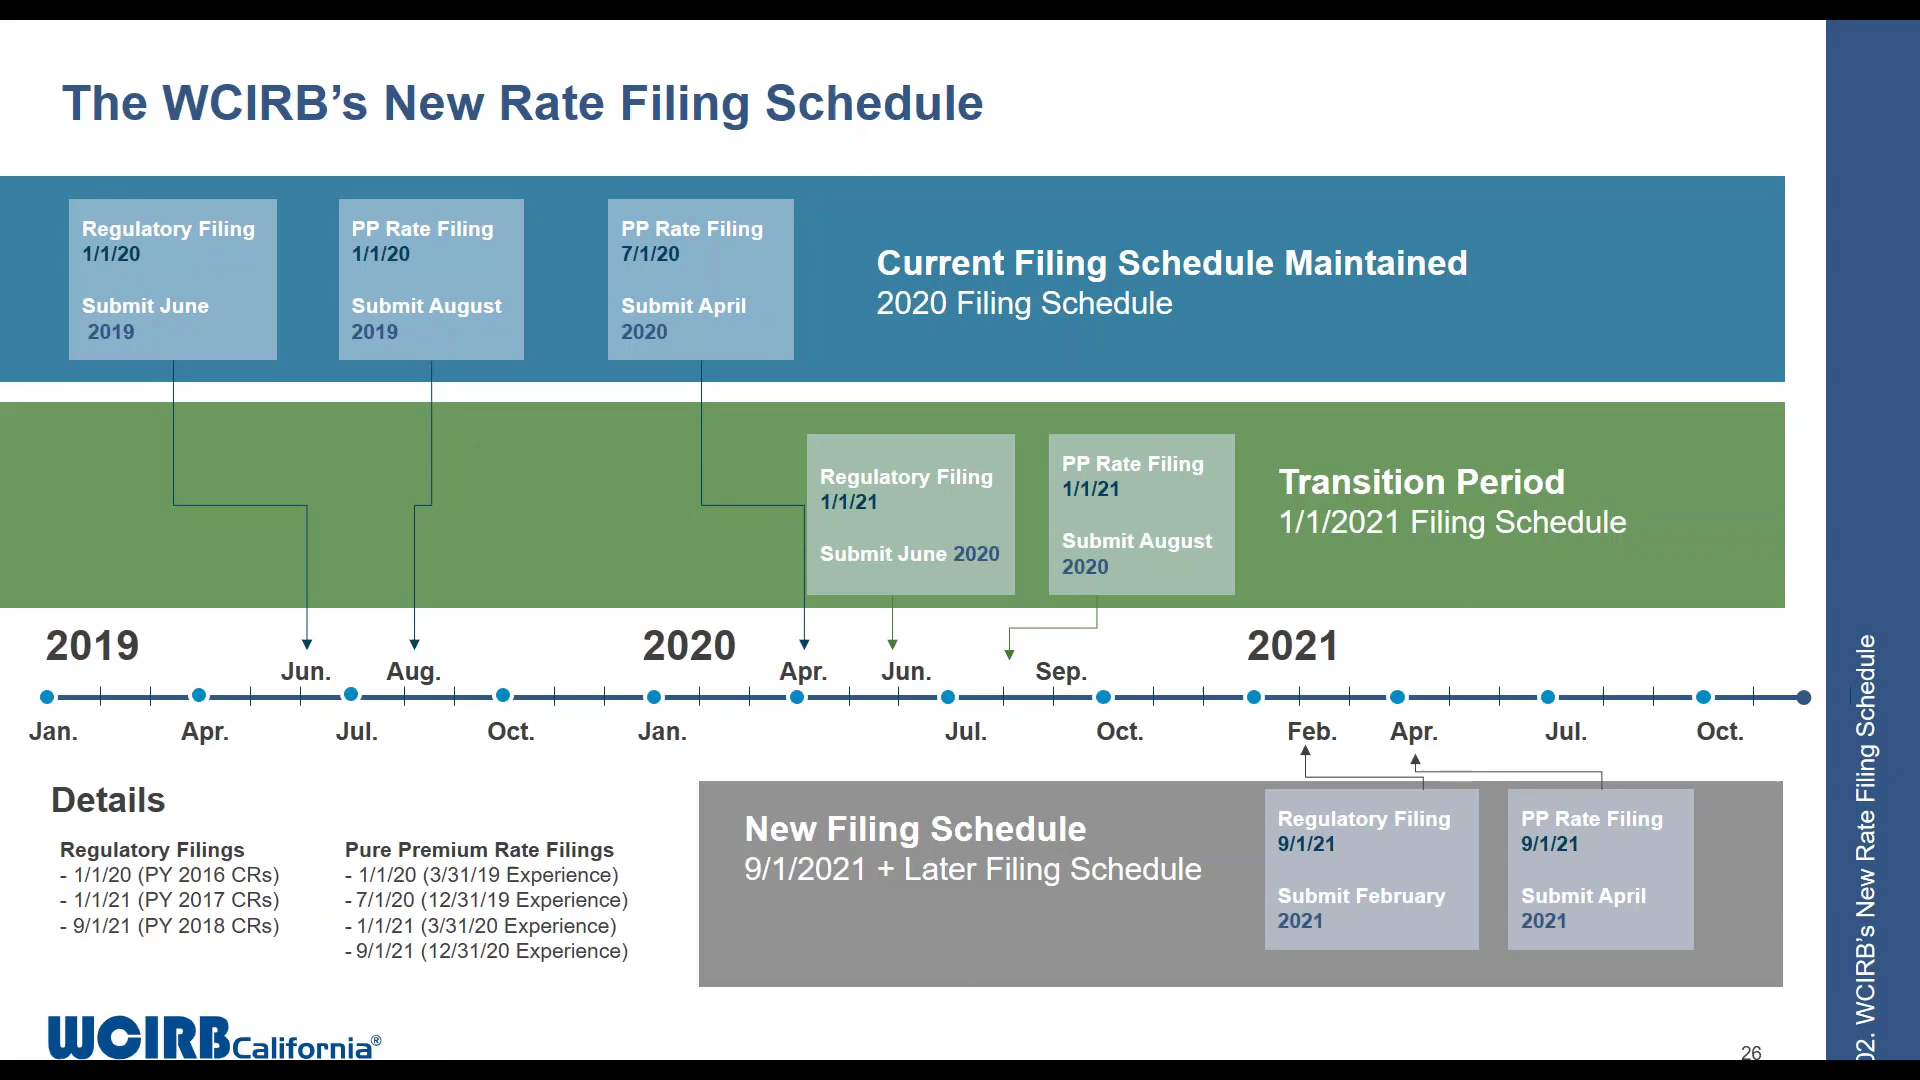 The WCIRB’s New Rate Filing Schedule
Regulatory Filing
1/1/20
Submit June
2019
PP Rate Filing
1/1/20
Submit August
2019
PP Rate Filing
7/1/20
Submit April
2020
Current Filing Schedule Maintained
2020 Filing Schedule
Regulatory Filing
1/1/21
Submit June 2020
PP Rate Filing
1/1/21
Submit August
2020
Transition Period
1/1/2021 Filing Schedule
2019
2020
2021
Jun.
Aug.
Apr.
Jun.
Sep.
Jan.
Apr.
Jul.
Oct.
Jan.
Jul.
Oct.
Feb.
Apr.
Jul.
Oct.
Details
Regulatory Filings
- 1/1/20 (PY 2016 CRs)
- 1/1/21 (PY 2017 CRs)
- 9/1/21 (PY 2018 CRs)
Pure Premium Rate Filings
- 1/1/20 (3/31/19 Experience)
- 7/1/20 (12/31/19 Experience)
- 1/1/21 (3/31/20 Experience)
- 9/1/21 (12/31/20 Experience)
New Filing Schedule
9/1/2021 + Later Filing Schedule
Regulatory Filing
9/1/21
Submit February
2021
PP Rate Filing
9/1/21
Submit April
2021
WCIRB California®
26
02. WCIRB’s New Rate Filing Schedule